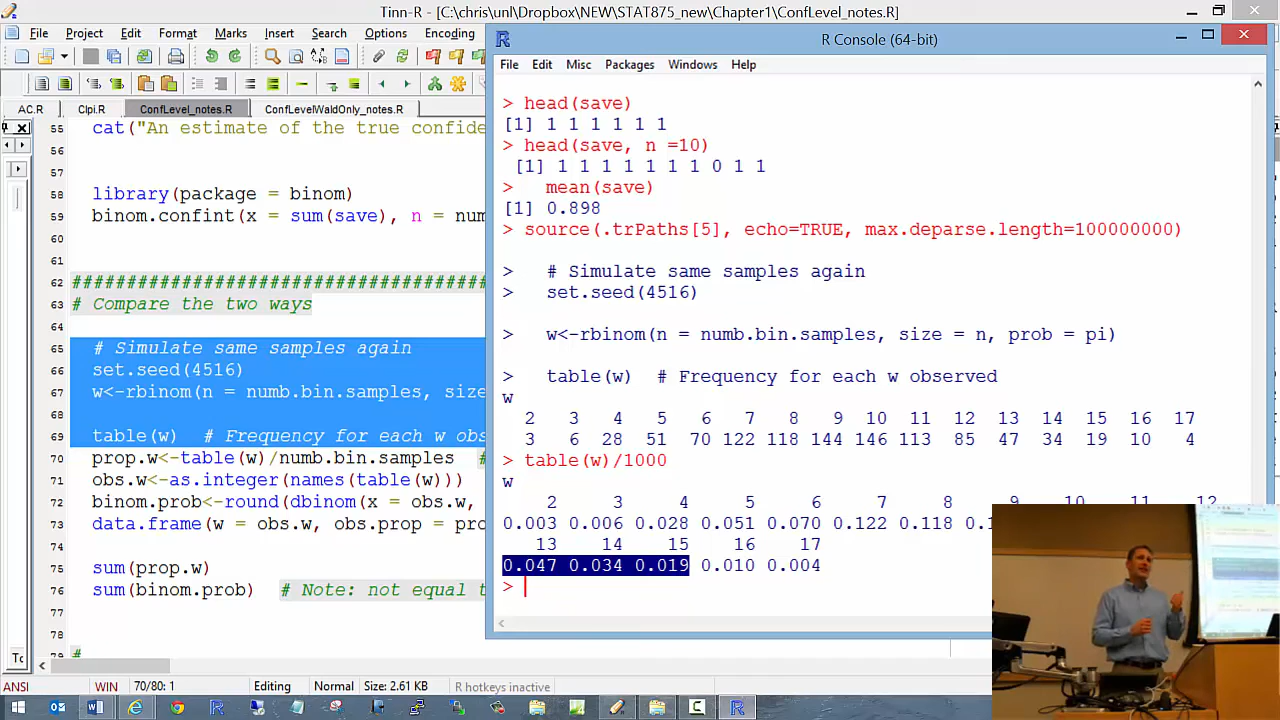 Tinn-R - [C:\chris\unl\Dropbox\NEW\STAT875_new\Chapter1\ConfLevel_notes.R]
File Project Edit Format Marks Insert Search Options Encoding
AC.R CIpi.R ConfLevel_notes.R ConfLevelWaldOnly_notes.R
55 cat("An estimate of the true confide
56
57
58 library(package = binom)
59 binom.confint(x = sum(save), n = num
60
61
62 #######################################
63 # Compare the two ways
64
65 # Simulate same samples again
66 set.seed(4516)
67 w<-rbinom(n = numb.bin.samples, size
68
69 table(w) # Frequency for each w obs
70 prop.w<-table(w)/numb.bin.samples #
71 obs.w<-as.integer(names(table(w)))
72 binom.prob<-round(dbinom(x = obs.w,
73 data.frame(w = obs.w, obs.prop = pro
74
75 sum(prop.w)
76 sum(binom.prob) # Note: not equal t
77
78
79 #
Tc
ANSI WIN 70/80: 1 Editing Normal Size: 2.61 KB R hotkeys inactive
R Console (64-bit)
File Edit Misc Packages Windows Help
> head(save)
[1] 1 1 1 1 1 1
> head(save, n =10)
[1] 1 1 1 1 1 1 1 0 1 1
> mean(save)
[1] 0.898
> source(.trPaths[5], echo=TRUE, max.deparse.length=100000000)
> # Simulate same samples again
> set.seed(4516)
> w<-rbinom(n = numb.bin.samples, size = n, prob = pi)
> table(w) # Frequency for each w observed
w
2 3 4 5 6 7 8 9 10 11 12 13 14 15 16 17
3 6 28 51 70 122 118 144 146 113 85 47 34 19 10 4
> table(w)/1000
w
2 3 4 5 6 7 8 9 10 11 12
0.003 0.006 0.028 0.051 0.070 0.122 0.118
13 14 15 16 17
0.047 0.034 0.019 0.010 0.004
>